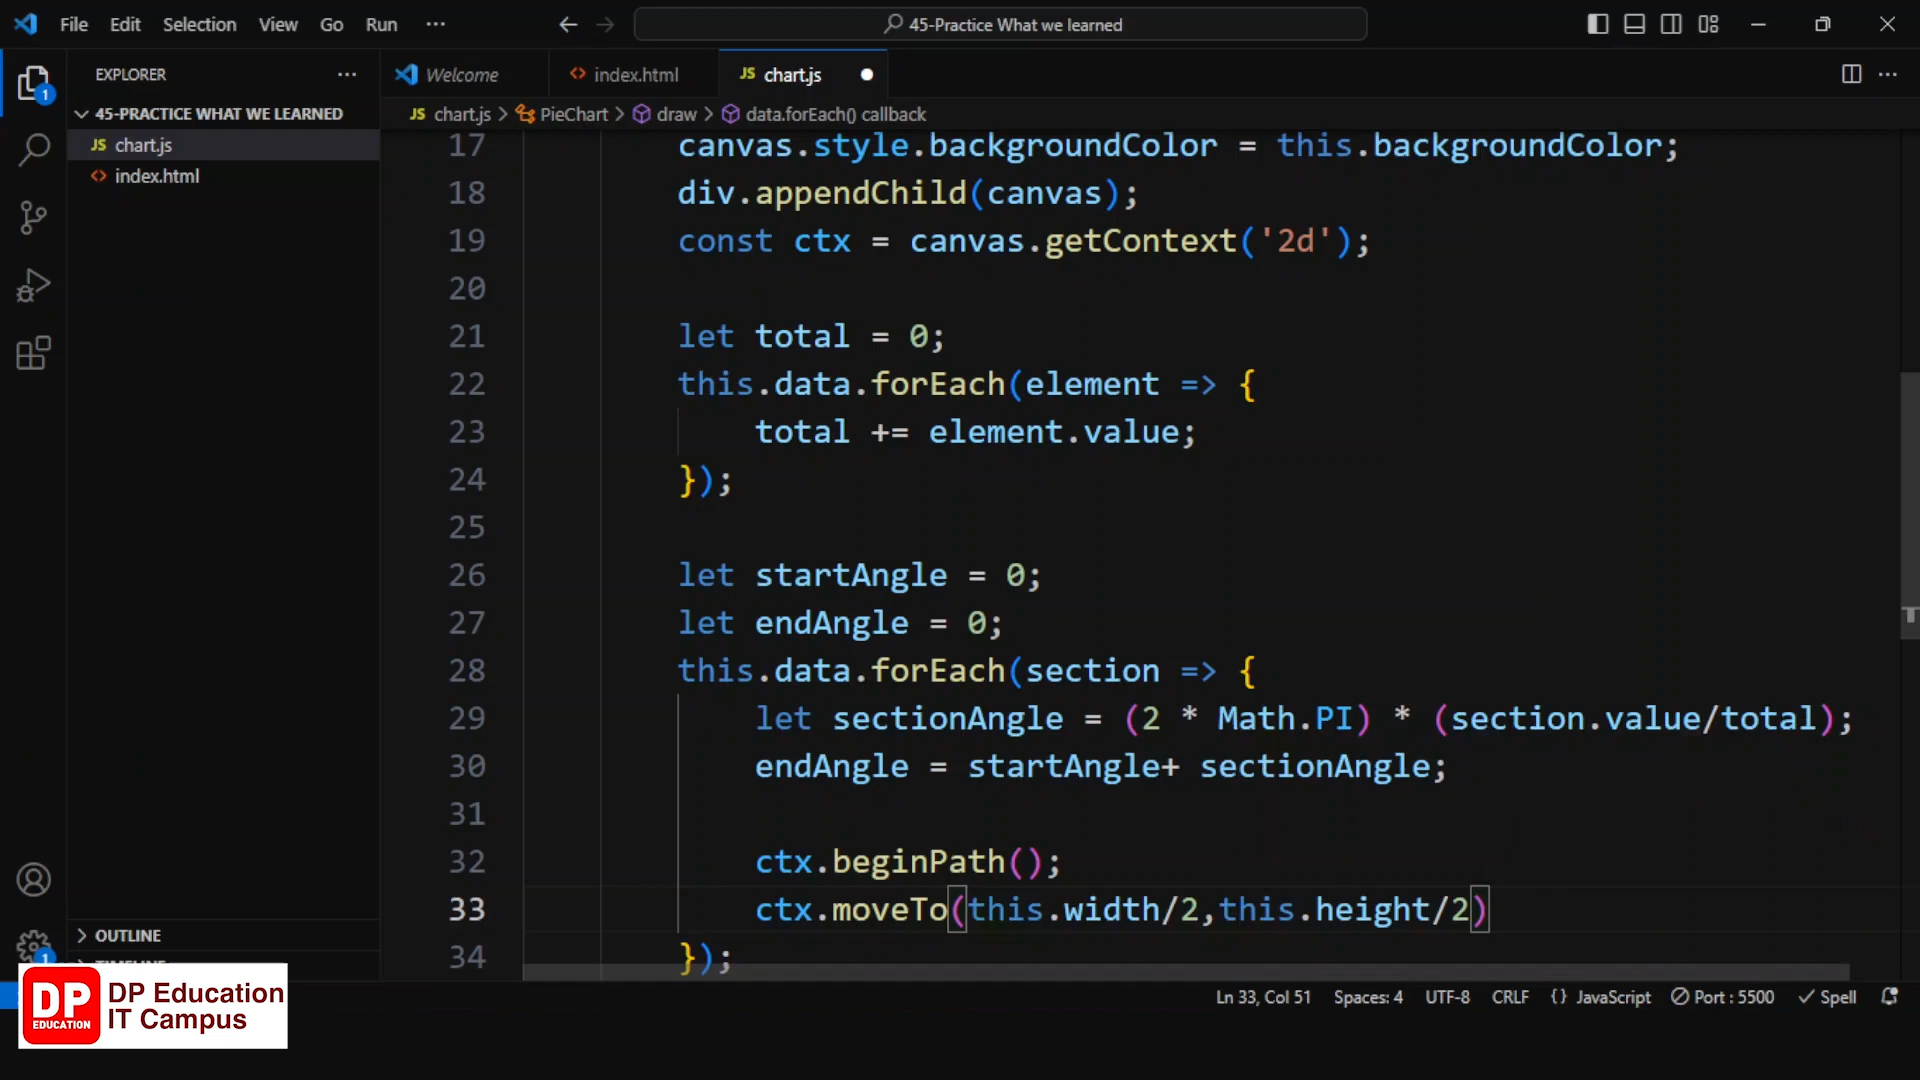 File Edit Selection View Go Run ··· 45-Practice What we learned
EXPLORER ···
Welcome index.html JS chart.js
45-PRACTICE WHAT WE LEARNED
JS chart.js > PieChart > draw > data.forEach() callback
JS chart.js
index.html
17 canvas.style.backgroundColor = this.backgroundColor;
18 div.appendChild(canvas);
19 const ctx = canvas.getContext('2d');
20
21 let total = 0;
22 this.data.forEach(element => {
23 total += element.value;
24 });
25
26 let startAngle = 0;
27 let endAngle = 0;
28 this.data.forEach(section => {
29 let sectionAngle = (2 * Math.PI) * (section.value/total);
30 endAngle = startAngle+ sectionAngle;
31
32 ctx.beginPath();
33 ctx.moveTo(this.width/2,this.height/2)
34 });
1
1
OUTLINE
TIMELINE
Ln 33, Col 51 Spaces: 4 UTF-8 CRLF {} JavaScript Port : 5500 Spell
DP EDUCATION
DP Education
IT Campus